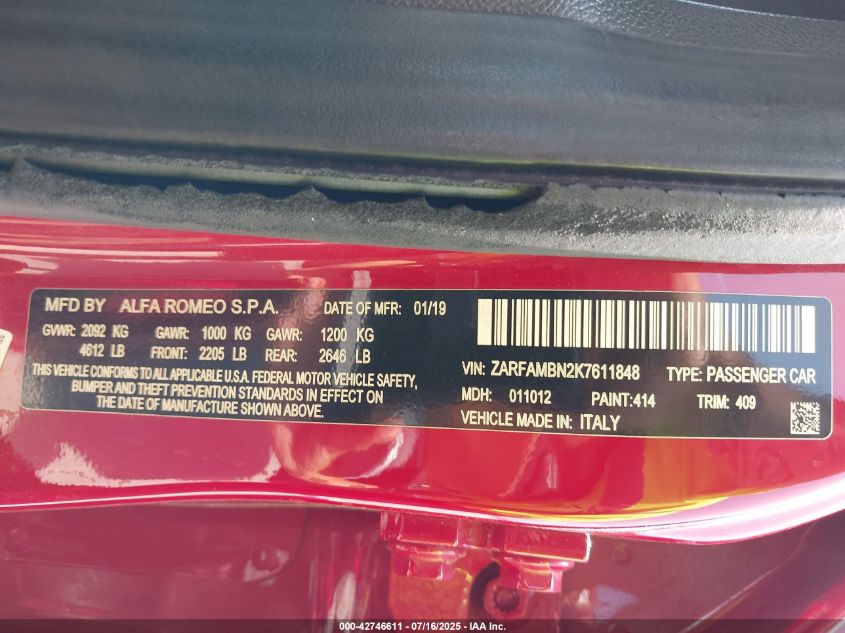 MFD BY ALFA ROMEO S.P.A. DATE OF MFR: 01/19
GVWR: 2092 KG GAWR: 1000 KG GAWR: 1200 KG
4612 LB FRONT: 2205 LB REAR: 2646 LB
THIS VEHICLE CONFORMS TO ALL APPLICABLE U.S.A. FEDERAL MOTOR VEHICLE SAFETY,
BUMPER AND THEFT PREVENTION STANDARDS IN EFFECT ON
THE DATE OF MANUFACTURE SHOWN ABOVE.
VIN: ZARFAMBN2K7611848 TYPE: PASSENGER CAR
MDH: 011012 PAINT:414 TRIM: 409
VEHICLE MADE IN: ITALY
000-42746611 - 07/16/2025 - IAA Inc.